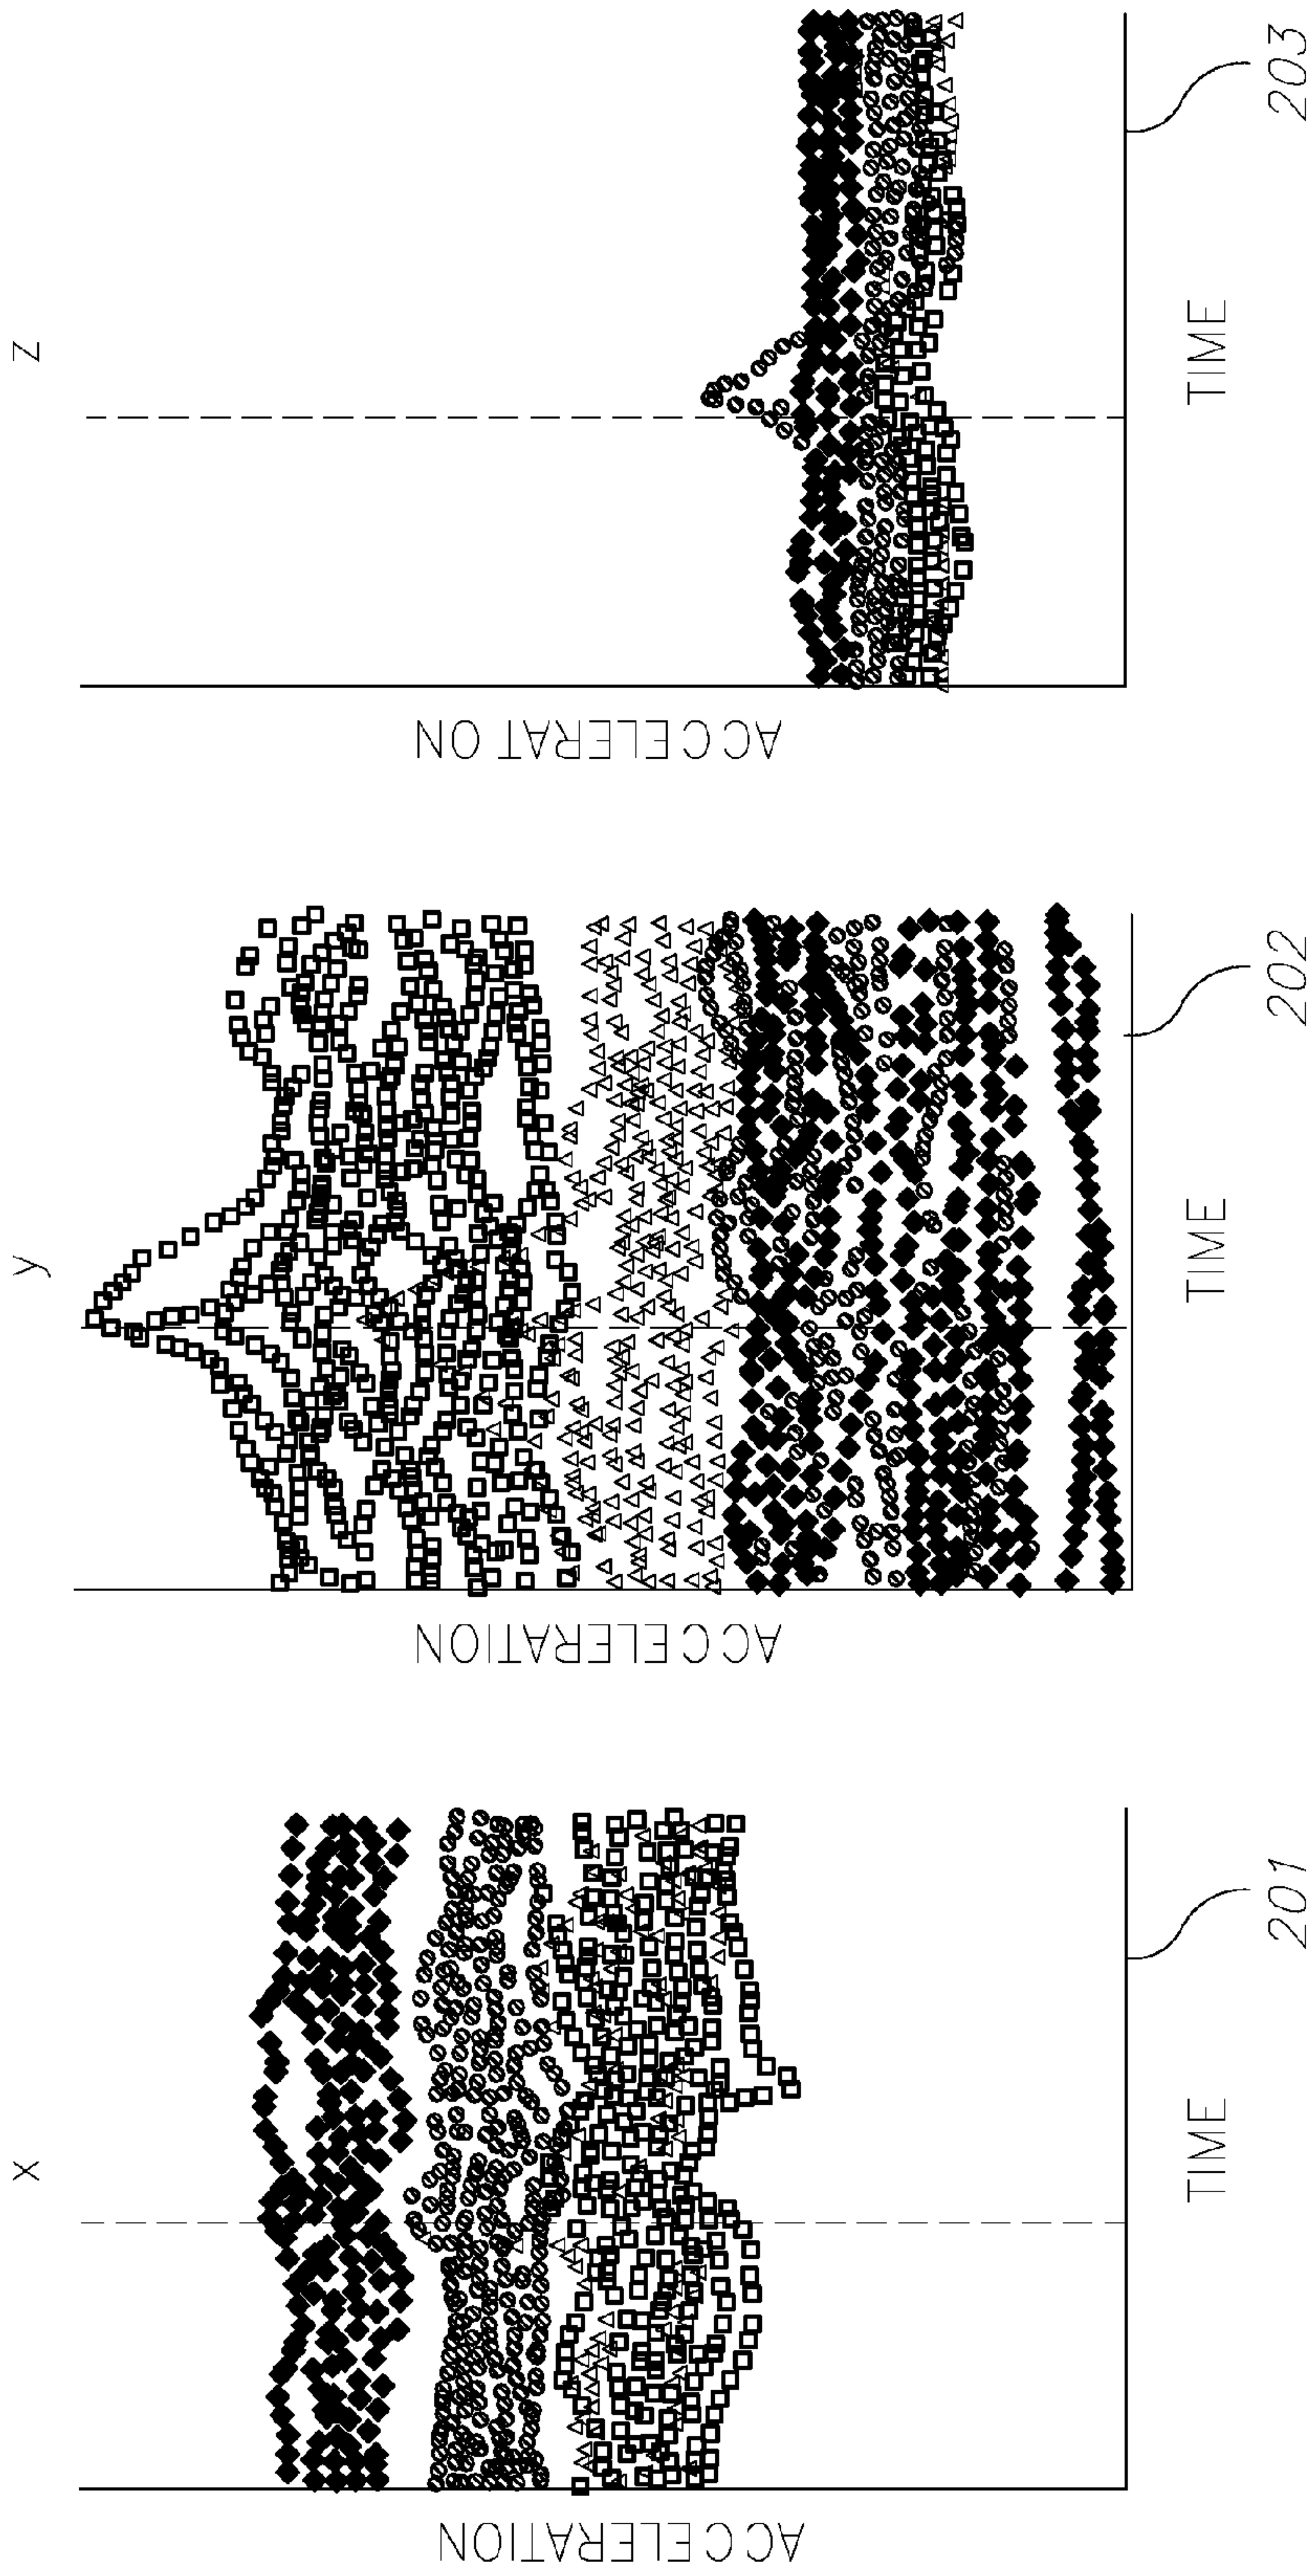 x
ACCELERATION
TIME
201
y
ACCELERATION
TIME
202
z
ACCELERAT ON
TIME
203